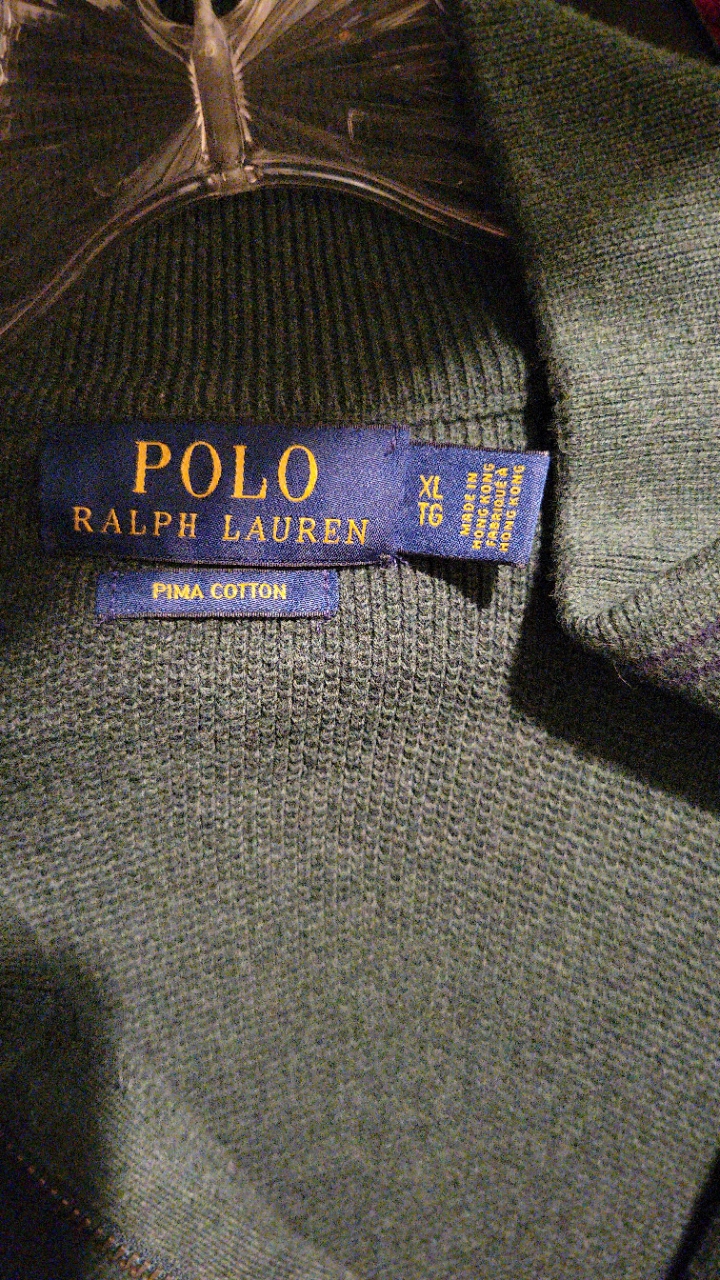 POLO
RALPH LAUREN
XL
TG
MADE IN
HONG KONG
FABRIQUÉ À
HONG KONG
PIMA COTTON